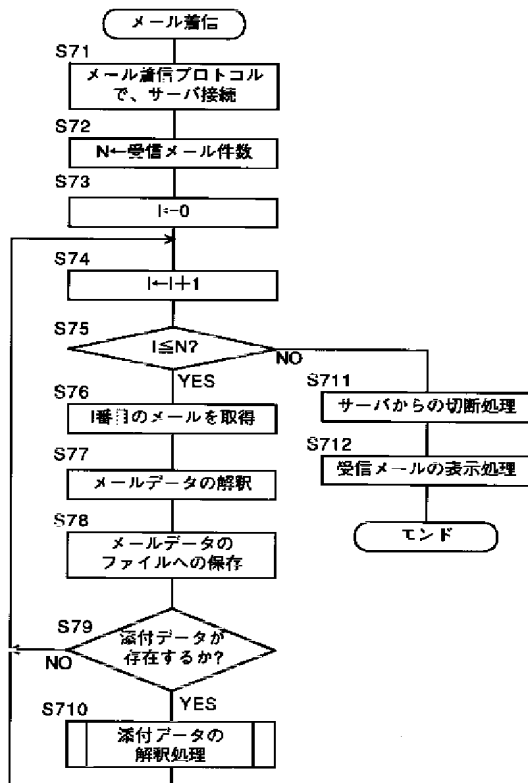 メール着信
S71
メール着信プロトコル
で、サーバ接続
S72
N←受信メール件数
S73
I←0
S74
I←I+1
S75
I≦N?
NO
YES
S76
I番目のメールを取得
S77
メールデータの解釈
S78
メールデータの
ファイルへの保存
S79
添付データが
存在するか?
NO
YES
S710
添付データの
解釈処理
S711
サーバからの切断処理
S712
受信メールの表示処理
エンド